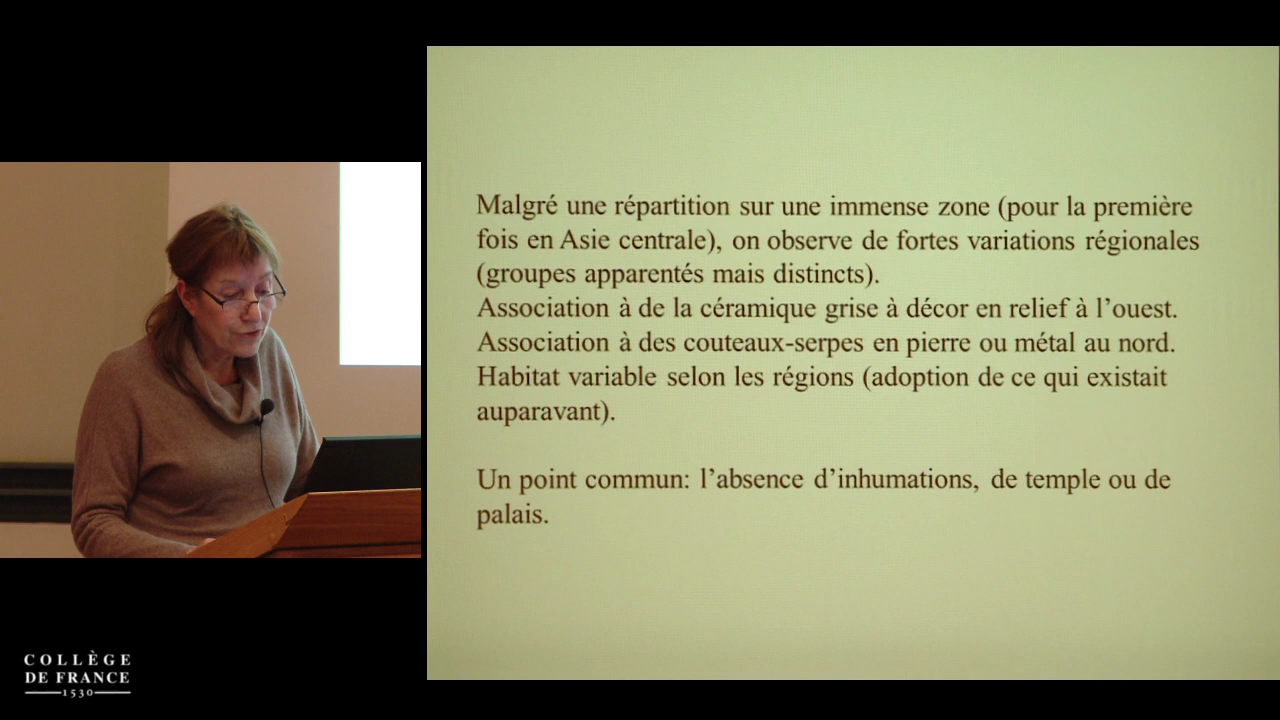 Malgré une répartition sur une immense zone (pour la première
fois en Asie centrale), on observe de fortes variations régionales
(groupes apparentés mais distincts).
Association à de la céramique grise à décor en relief à l'ouest.
Association à des couteaux-serpes en pierre ou métal au nord.
Habitat variable selon les régions (adoption de ce qui existait
auparavant).
Un point commun: l'absence d'inhumations, de temple ou de
palais.
COLLÈGE
DE FRANCE
1530